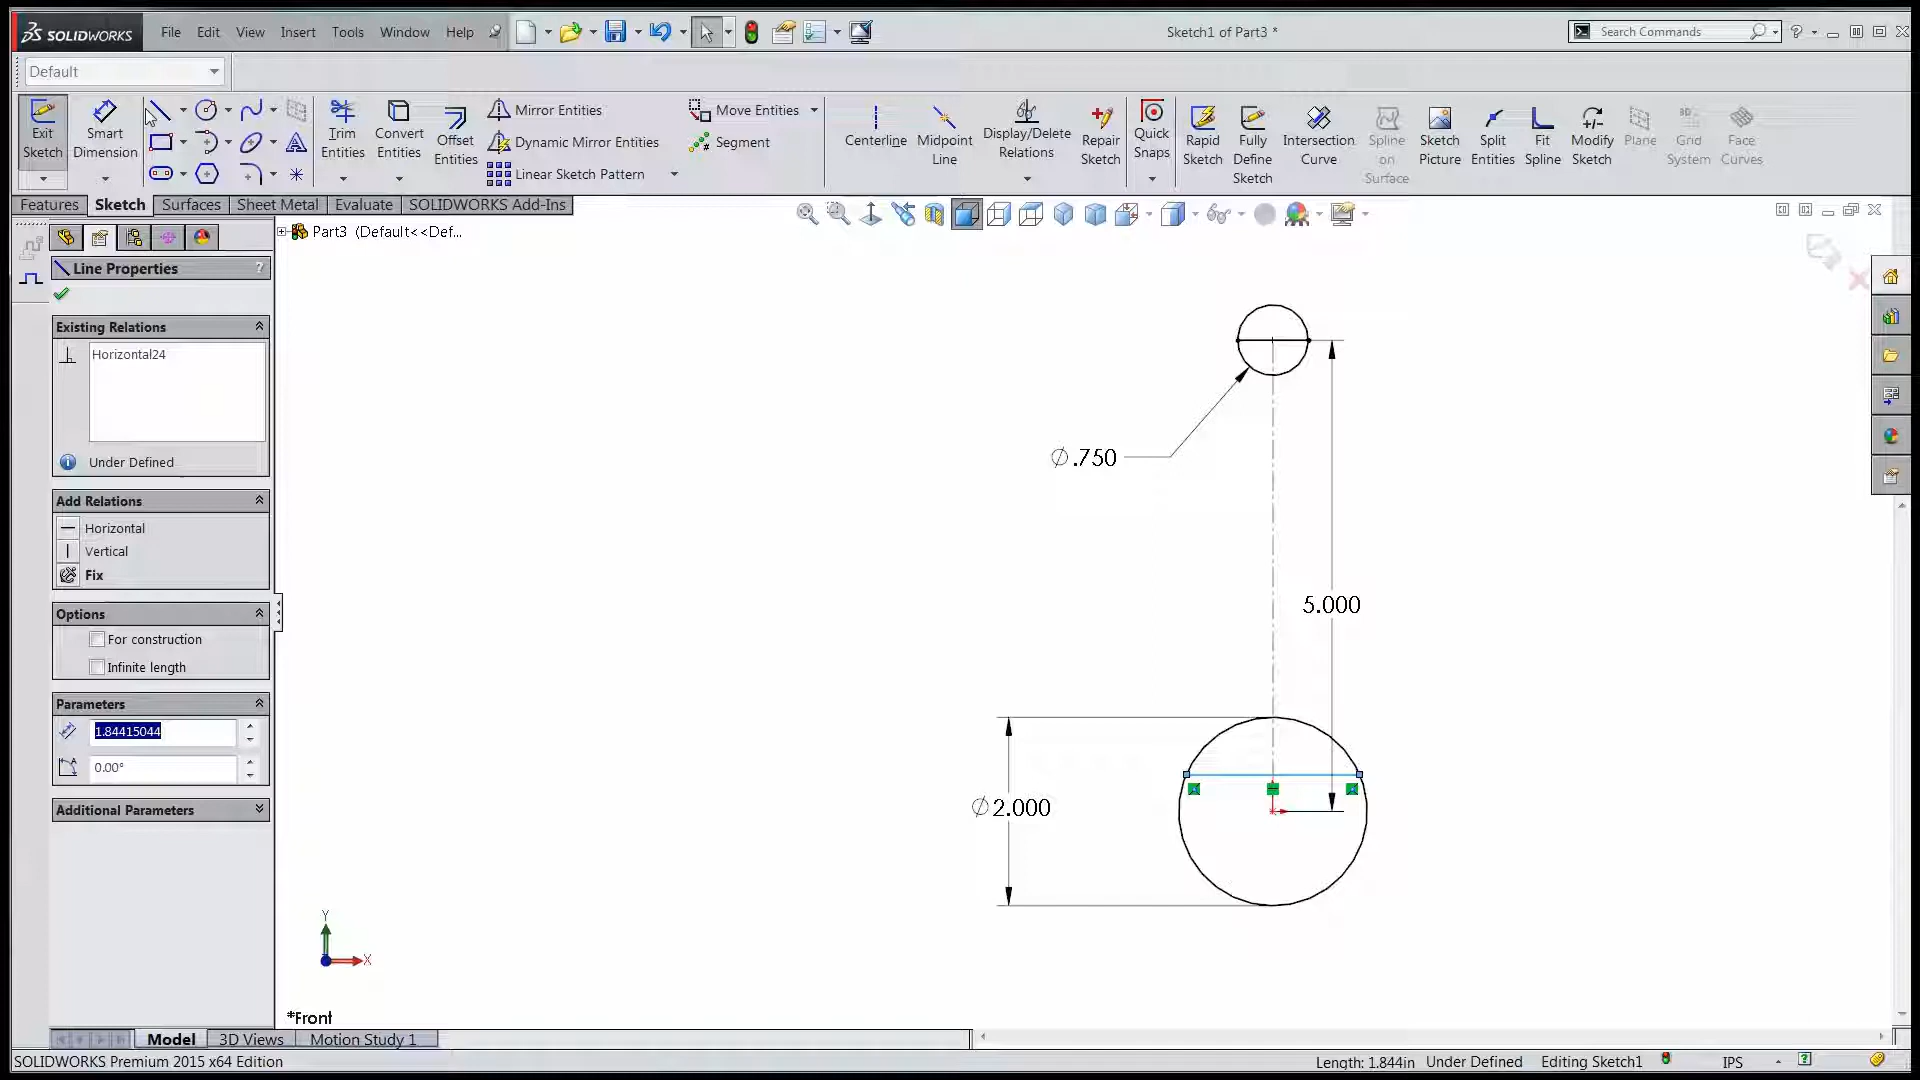 SOLIDWORKS File Edit View Insert Tools Window Help Sketch1 of Part3 * Search Commands ?
Default
Exit Sketch
Smart Dimension
Trim Entities
Convert Entities
Offset Entities
Mirror Entities
Dynamic Mirror Entities
Linear Sketch Pattern
Move Entities
Segment
Centerline
Midpoint Line
Display/Delete Relations
Repair Sketch
Quick Snaps
Rapid Sketch
Fully Define Sketch
Intersection Curve
Spline on Surface
Sketch Picture
Split Entities
Fit Spline
Modify Sketch
Plane
Grid System
Face Curves
Features Sketch Surfaces Sheet Metal Evaluate SOLIDWORKS Add-Ins
Part3 (Default<<Def...
Line Properties ?
Existing Relations
Horizontal24
Under Defined
Add Relations
Horizontal
Vertical
Fix
Options
For construction
Infinite length
Parameters
1.84415044
0.00°
Additional Parameters
∅.750
5.000
∅2.000
Y
X
*Front
Model 3D Views Motion Study 1
SOLIDWORKS Premium 2015 x64 Edition Length: 1.844in Under Defined Editing Sketch1 IPS ?